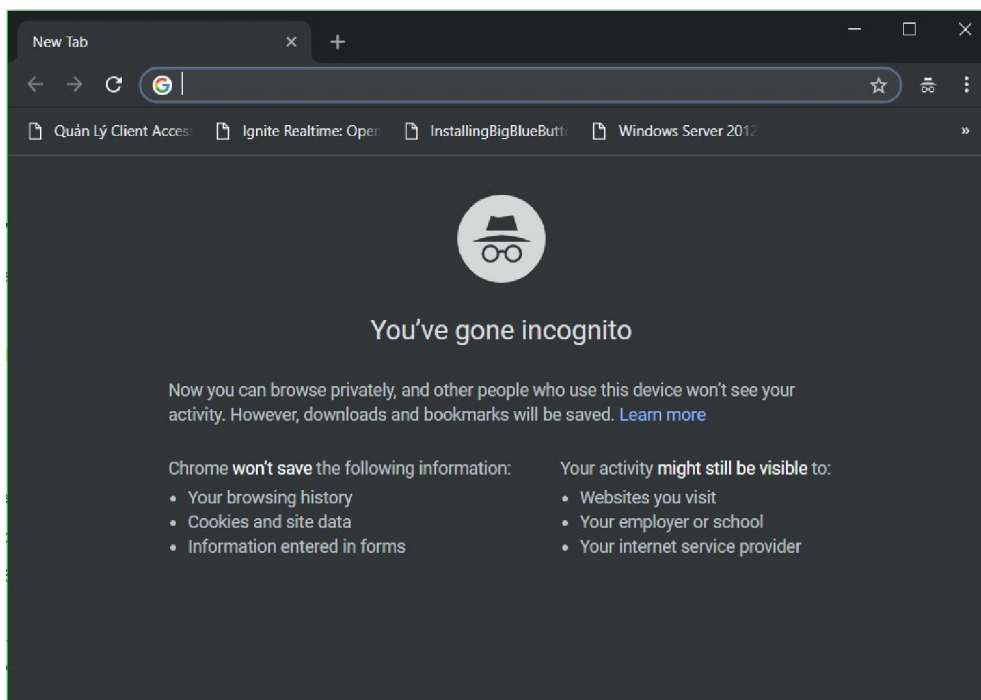 New Tab
Quản Lý Client Acces
Ignite Realtime: Open
InstallingBigBlueButt
Windows Server 2012
You've gone incognito
Now you can browse privately, and other people who use this device won't see your
activity. However, downloads and bookmarks will be saved. Learn more
Chrome won't save the following information:
Your browsing history
Cookies and site data
Information entered in forms
Your activity might still be visible to:
Websites you visit
Your employer or school
Your internet service provider